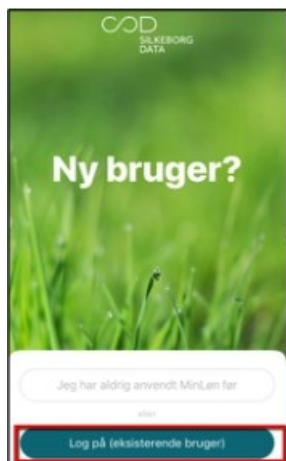 SILKEBORG
DATA
Ny bruger?
Jeg har aldrig anvendt MinLøn før
eller
Log på (eksisterende bruger)